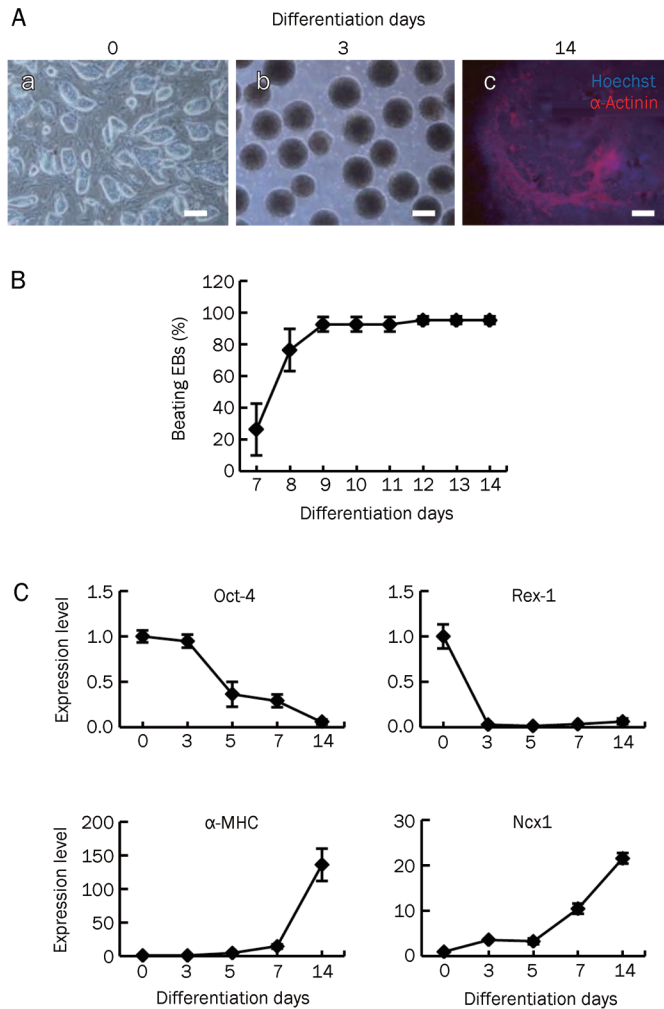 A
Differentiation days
0 3 14
a b c
Hoechst
α-Actinin
B
Beating EBs (%)
120
100
80
60
40
20
0
7 8 9 10 11 12 13 14
Differentiation days
C
Oct-4
Expression level
1.5
1.0
0.5
0.0
0 3 5 7 14
Rex-1
1.5
1.0
0.5
0.0
0 3 5 7 14
α-MHC
Expression level
200
150
100
50
0
0 3 5 7 14
Differentiation days
Ncx1
30
20
10
0
0 3 5 7 14
Differentiation days